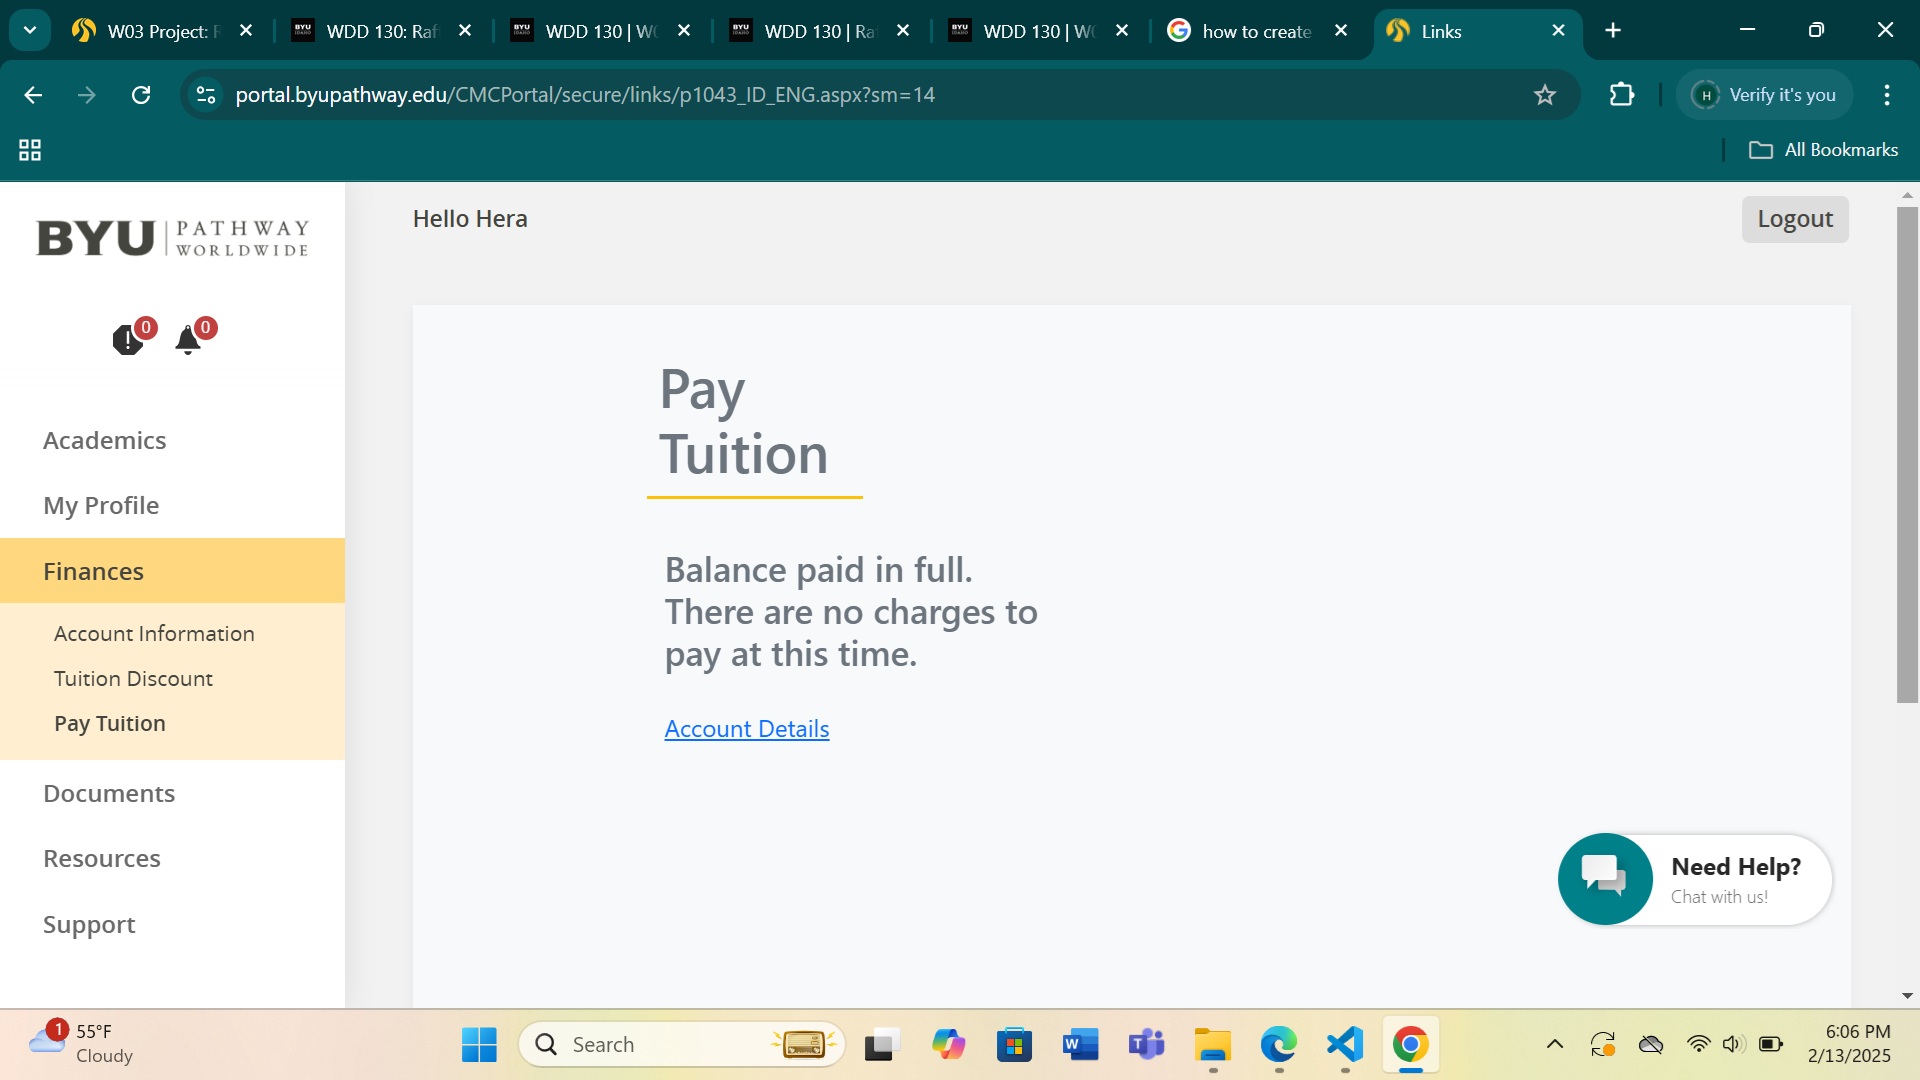 W03 Project: R
WDD 130: Raf
WDD 130 | W
WDD 130 | Ra
WDD 130 | W
how to create
Links
portal.byupathway.edu/CMCPortal/secure/links/p1043_ID_ENG.aspx?sm=14
H
Verify it's you
All Bookmarks
BYU PATHWAY
WORLDWIDE
Hello Hera
Logout
0
0
Academics
My Profile
Finances
Account Information
Tuition Discount
Pay Tuition
Documents
Resources
Support
Pay
Tuition
Balance paid in full.
There are no charges to
pay at this time.
Account Details
Need Help?
Chat with us!
1
55°F
Cloudy
Search
6:06 PM
2/13/2025